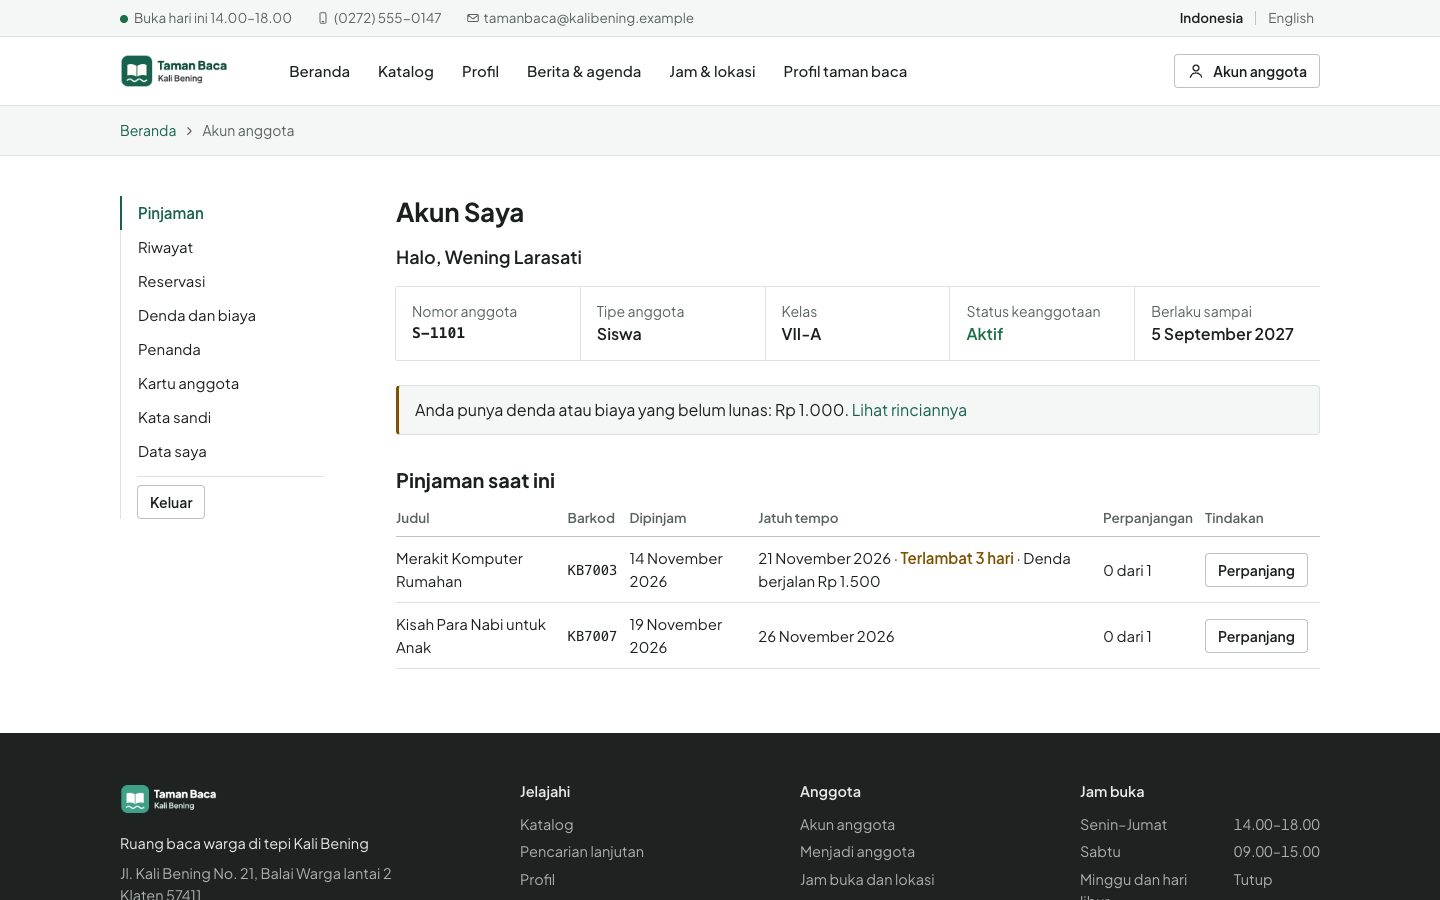 Buka hari ini 14.00–18.00
(0272) 555-0147
tamanbaca@kalibening.example
Indonesia
English
Taman Baca
Kali Bening
Beranda
Katalog
Profil
Berita & agenda
Jam & lokasi
Profil taman baca
Akun anggota
Beranda > Akun anggota
Pinjaman
Riwayat
Reservasi
Denda dan biaya
Penanda
Kartu anggota
Kata sandi
Data saya
Keluar
Akun Saya
Halo, Wening Larasati
Nomor anggota
S-1101
Tipe anggota
Siswa
Kelas
VII-A
Status keanggotaan
Aktif
Berlaku sampai
5 September 2027
Anda punya denda atau biaya yang belum lunas: Rp 1.000. Lihat rinciannya
Pinjaman saat ini
Judul Barkod Dipinjam Jatuh tempo Perpanjangan Tindakan
Merakit Komputer
Rumahan
KB7003
14 November
2026
21 November 2026 · Terlambat 3 hari · Denda
berjalan Rp 1.500
0 dari 1
Perpanjang
Kisah Para Nabi untuk
Anak
KB7007
19 November
2026
26 November 2026
0 dari 1
Perpanjang
Taman Baca
Kali Bening
Ruang baca warga di tepi Kali Bening
Jl. Kali Bening No. 21, Balai Warga lantai 2
Klaten 57411
Jelajahi
Katalog
Pencarian lanjutan
Profil
Anggota
Akun anggota
Menjadi anggota
Jam buka dan lokasi
Jam buka
Senin–Jumat 14.00–18.00
Sabtu 09.00–15.00
Minggu dan hari
libur
Tutup